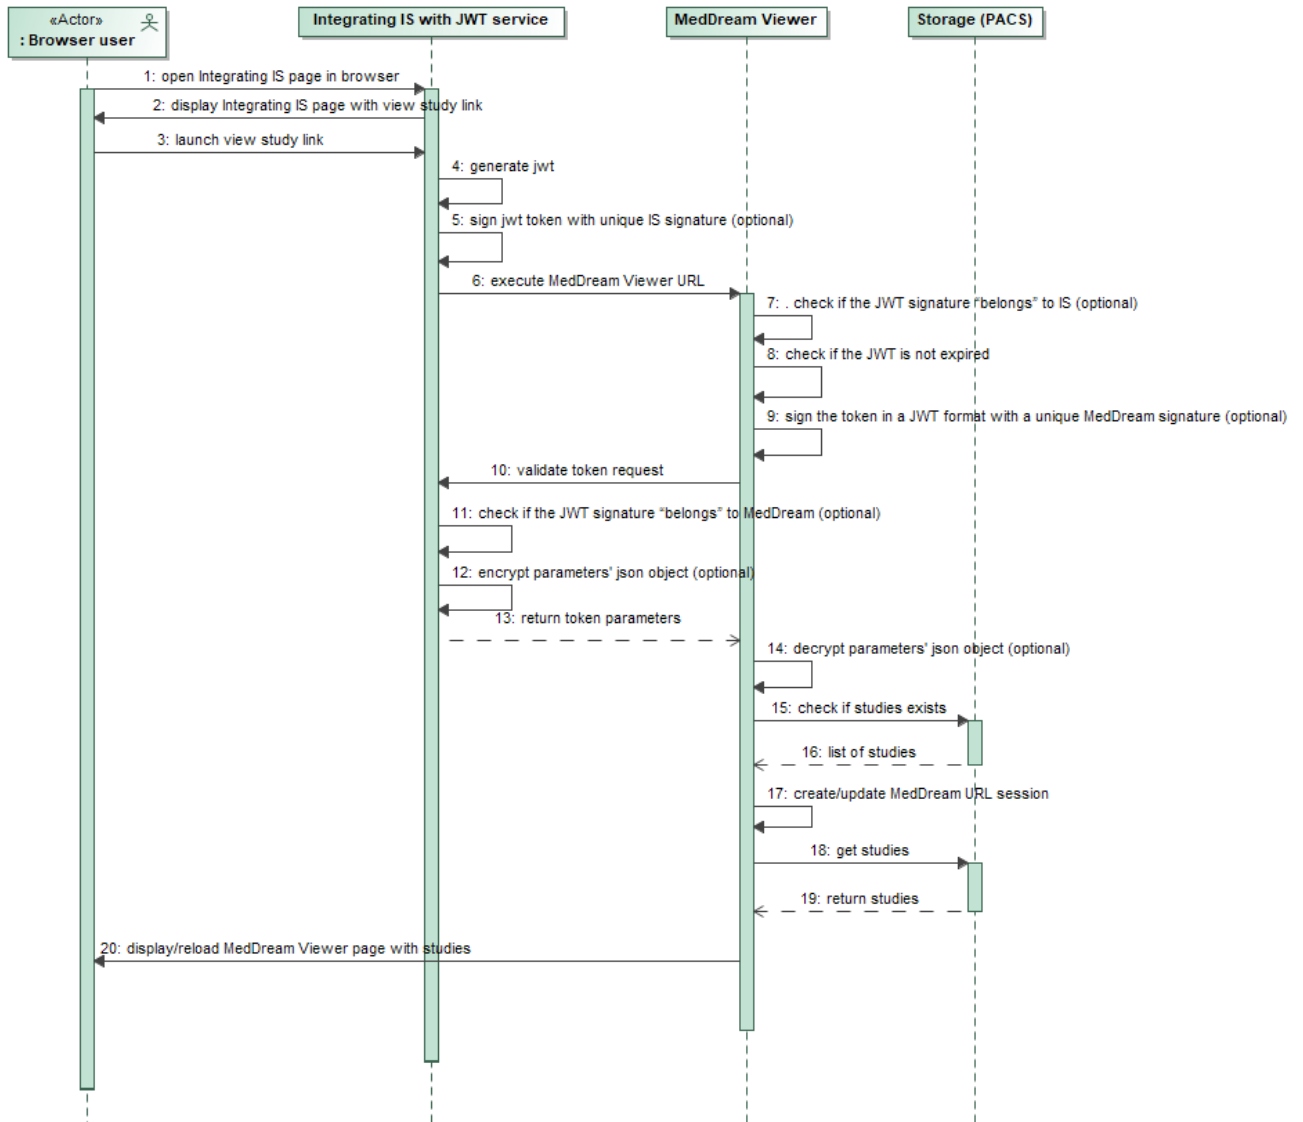 «Actor»
: Browser user
Integrating IS with JWT service
MedDream Viewer
Storage (PACS)
1: open Integrating IS page in browser
2: display Integrating IS page with view study link
3: launch view study link
4: generate jwt
5: sign jwt token with unique IS signature (optional)
6: execute MedDream Viewer URL
7: . check if the JWT signature “belongs” to IS (optional)
8: check if the JWT is not expired
9: sign the token in a JWT format with a unique MedDream signature (optional)
10: validate token request
11: check if the JWT signature “belongs” to MedDream (optional)
12: encrypt parameters' json object (optional)
13: return token parameters
14: decrypt parameters' json object (optional)
15: check if studies exists
16: list of studies
17: create/update MedDream URL session
18: get studies
19: return studies
20: display/reload MedDream Viewer page with studies